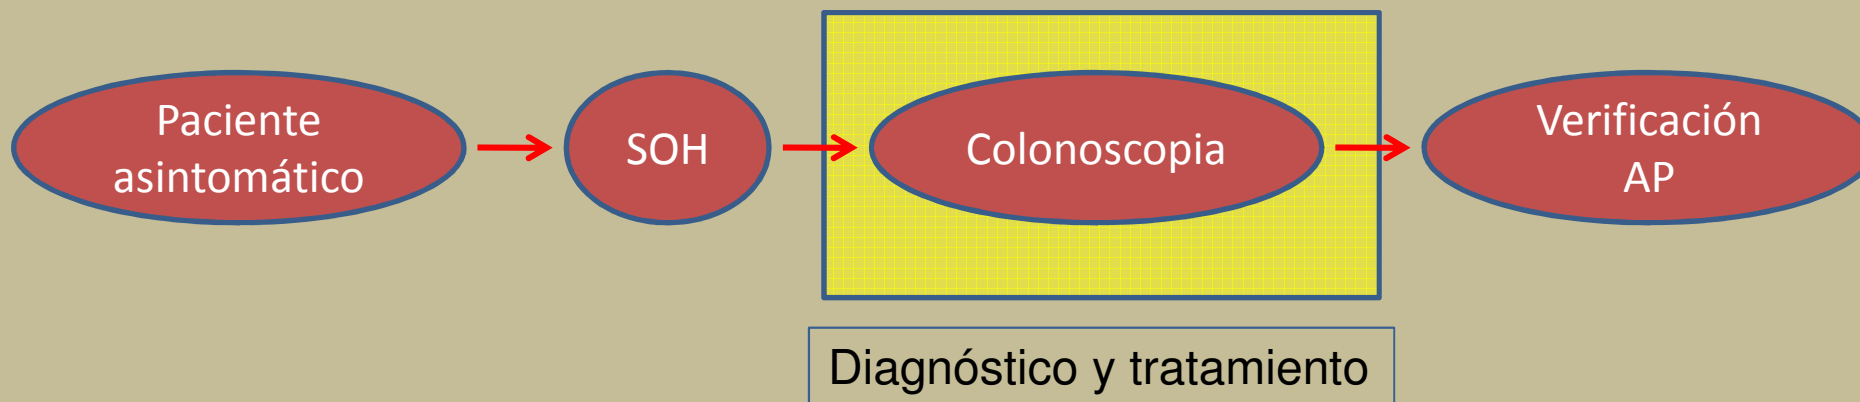 Paciente
asintomático
SOH
Colonoscopia
Verificación
AP
Diagnóstico y tratamiento